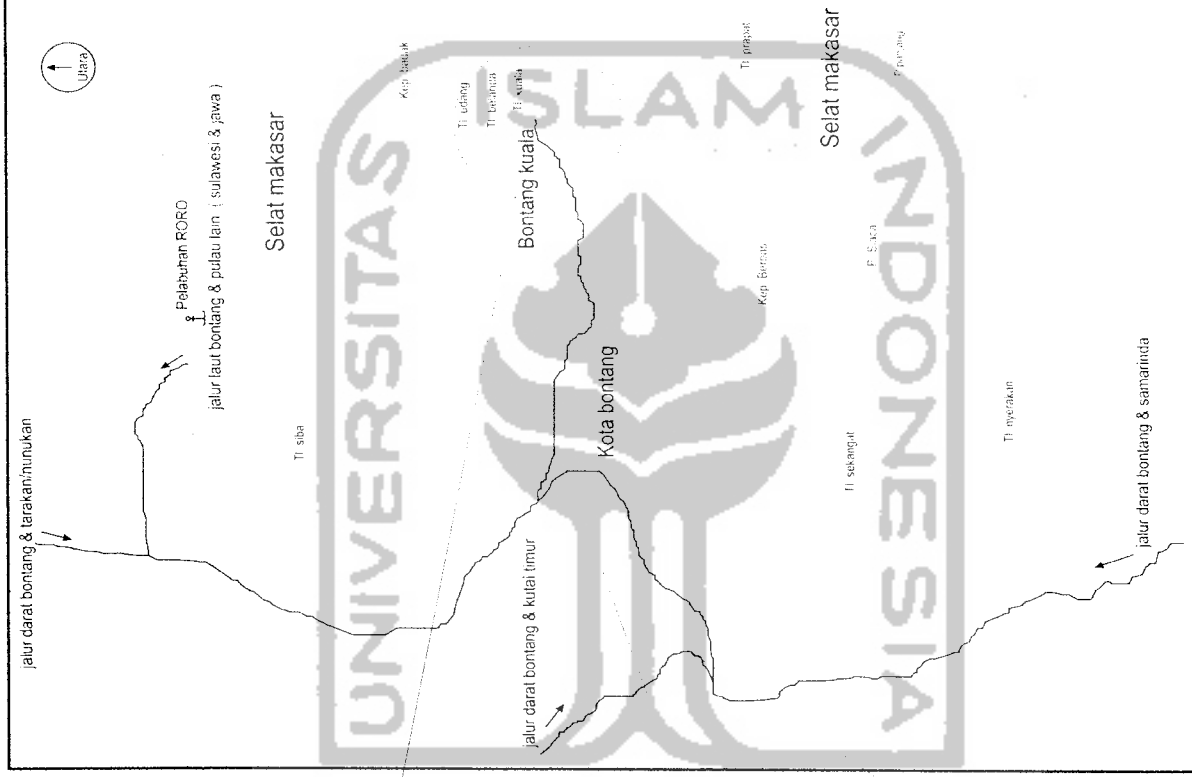 Utara
jalur darat bontang & tarakan/nunukan
Pelabuhan RORO
jalur laut bontang & pulau lain ( sulawesi & jawa )
Selat makasar
Tl siba
Kep badak
Tl udang
Tl belanda
Tl kuala
Bontang kuala
Kota bontang
jalur darat bontang & kutai timur
Tl prapat
Kep Beras
Selat makasar
Tl sekangat
Tl nyerakan
jalur darat bontang & samarinda
UNIVERSITAS
ISLAM
INDONESIA